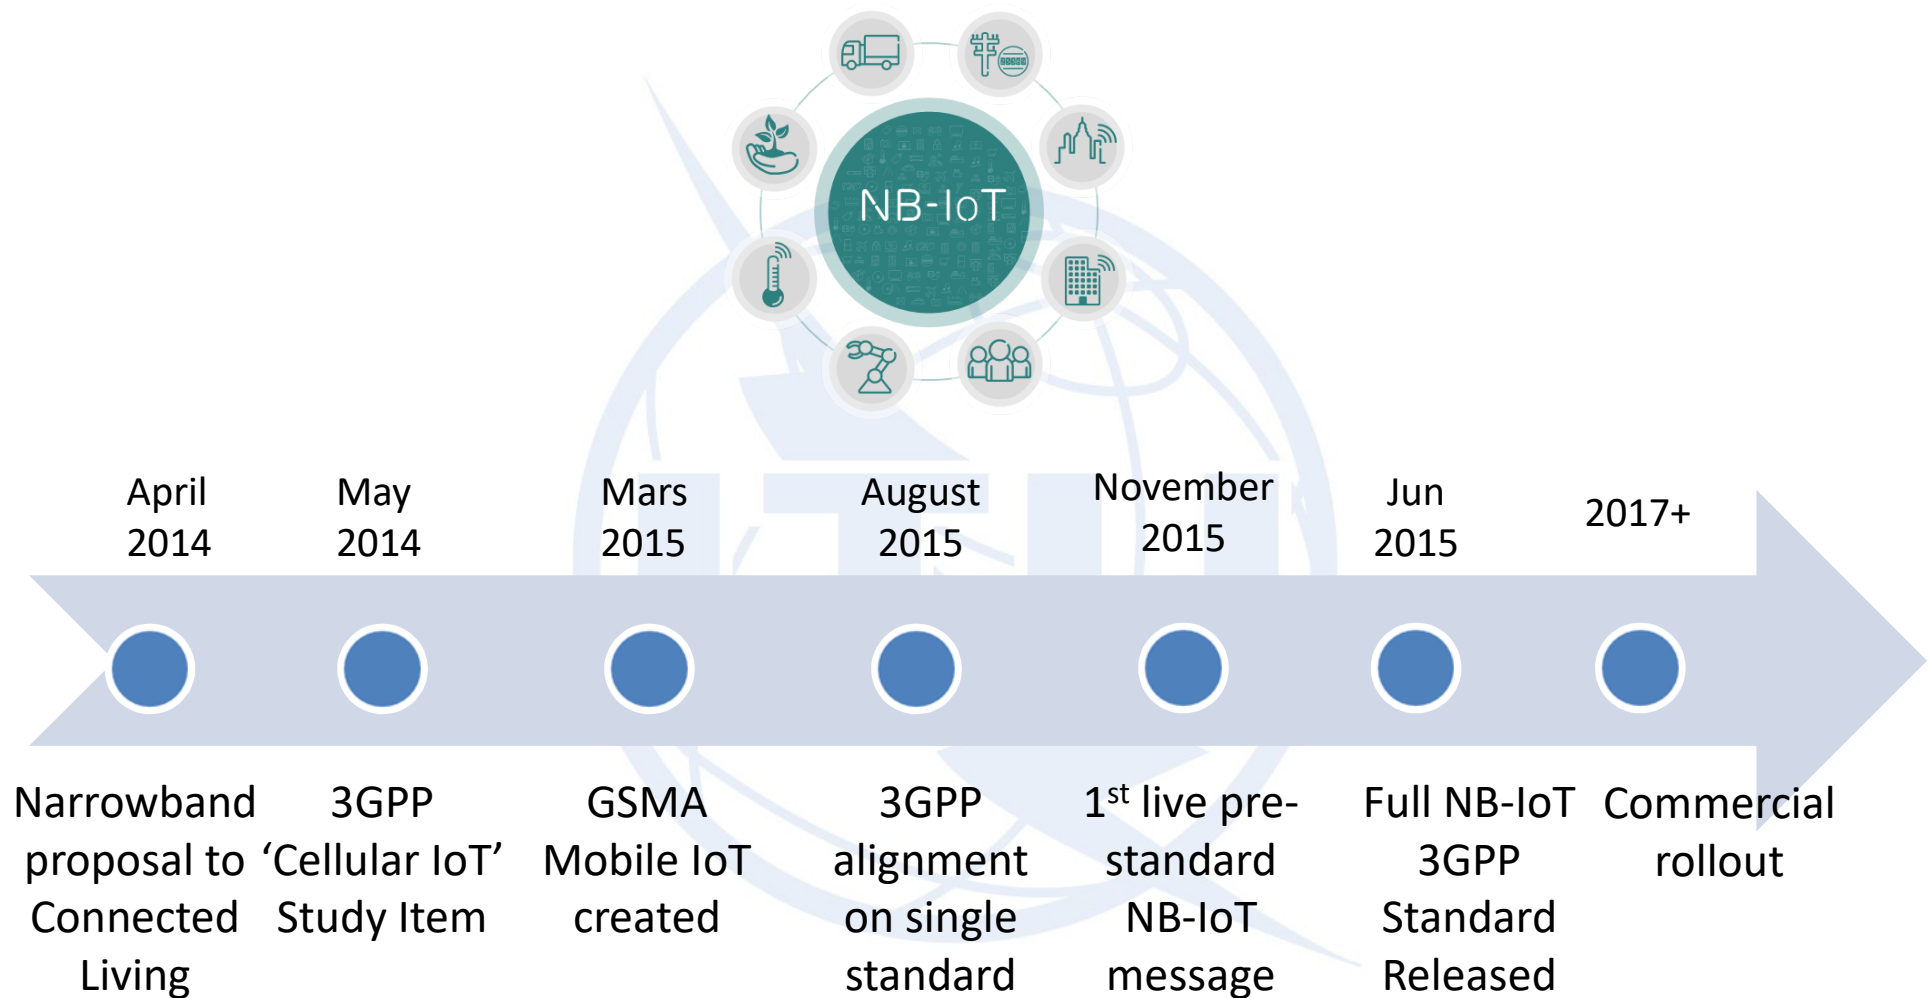 NB-IoT
April
2014
May
2014
Mars
2015
August
2015
November
2015
Jun
2015
2017+
Narrowband
proposal to
Connected
Living
3GPP
‘Cellular IoT’
Study Item
GSMA
Mobile IoT
created
3GPP
alignment
on single
standard
1st live pre-
standard
NB-IoT
message
Full NB-IoT
3GPP
Standard
Released
Commercial
rollout
ITU